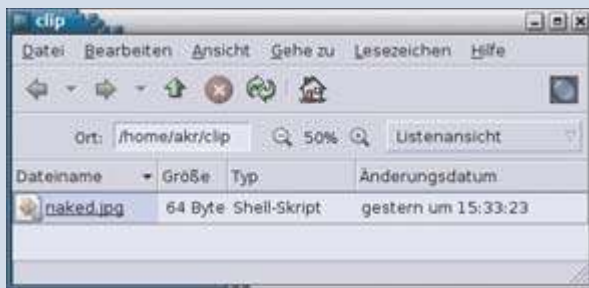 clip
Datei Bearbeiten Ansicht Gehe zu Lesezeichen Hilfe
Ort: /home/akr/clip 50% Listenansicht
Dateiname Größe Typ Änderungsdatum
naked.jpg 64 Byte Shell-Skript gestern um 15:33:23